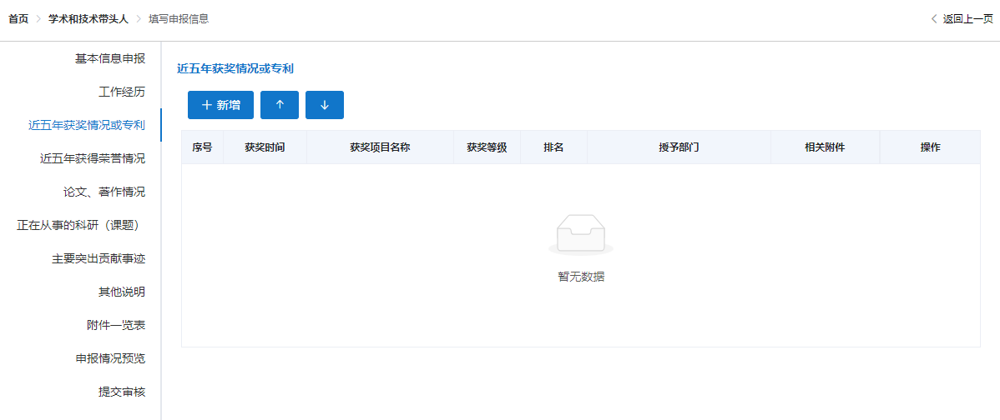 首页 > 学术和技术带头人 > 填写申报信息 < 返回上一页
基本信息申报
工作经历
近五年获奖情况或专利
近五年获得荣誉情况
论文、著作情况
正在从事的科研（课题）
主要突出贡献事迹
其他说明
附件一览表
申报情况预览
提交审核
近五年获奖情况或专利
+ 新增 ↑ ↓
序号 获奖时间 获奖项目名称 获奖等级 排名 授予部门 相关附件 操作
暂无数据